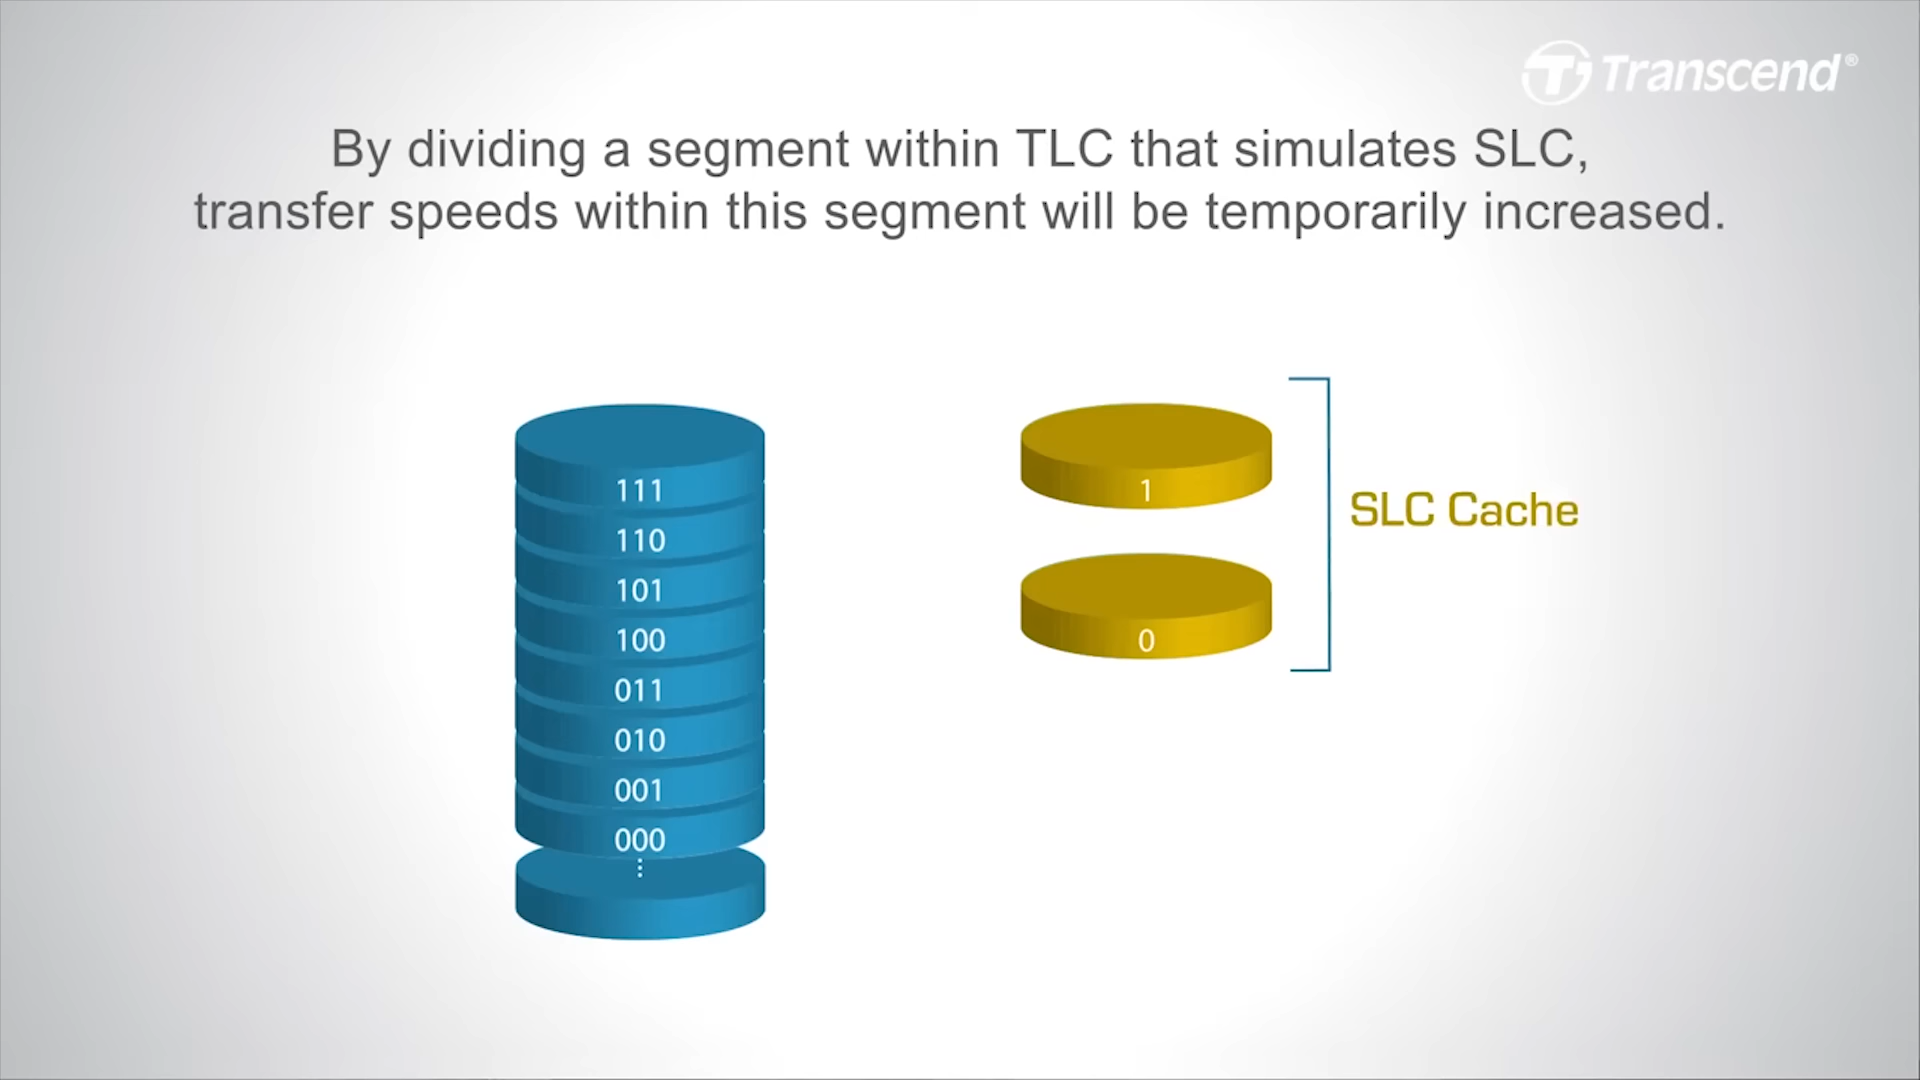 Transcend®
By dividing a segment within TLC that simulates SLC,
transfer speeds within this segment will be temporarily increased.
111
110
101
100
011
010
001
000
⋮
1
0
SLC Cache